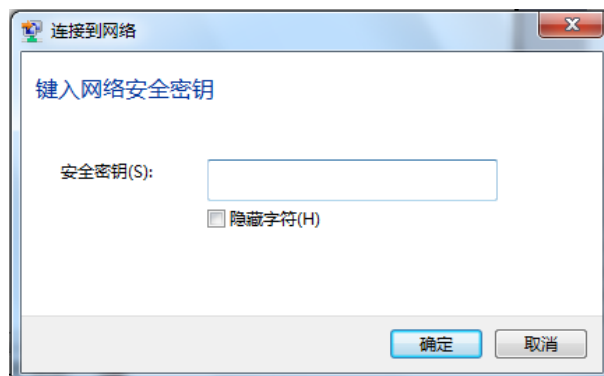 连接到网络
键入网络安全密钥
安全密钥(S):
隐藏字符(H)
确定
取消